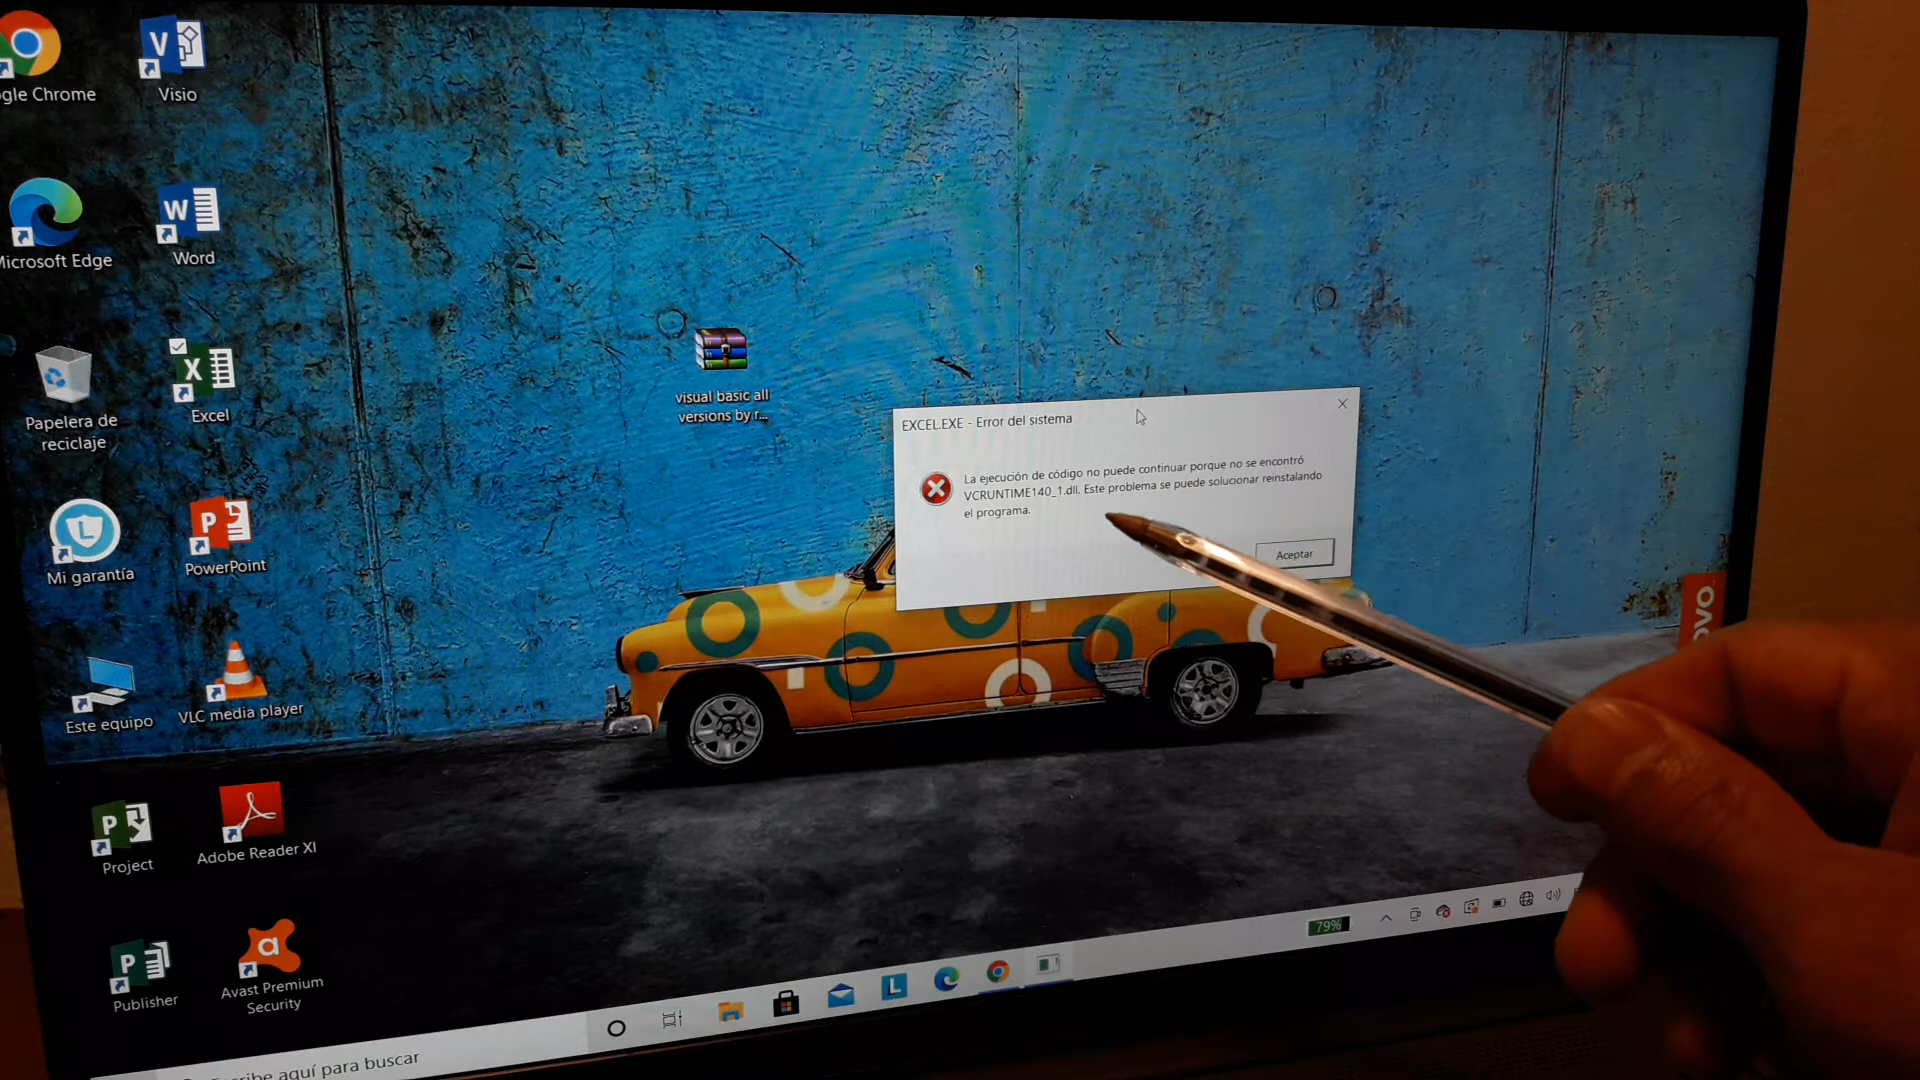 gle Chrome
Visio
Microsoft Edge
Word
Papelera de
reciclaje
Excel
Mi garantía
PowerPoint
Este equipo
VLC media player
Project
Adobe Reader XI
Publisher
Avast Premium
Security
visual basic all
versions by r...
EXCEL.EXE - Error del sistema
La ejecución de código no puede continuar porque no se encontró
VCRUNTIME140_1.dll. Este problema se puede solucionar reinstalando
el programa.
Aceptar
79%
aquí para buscar